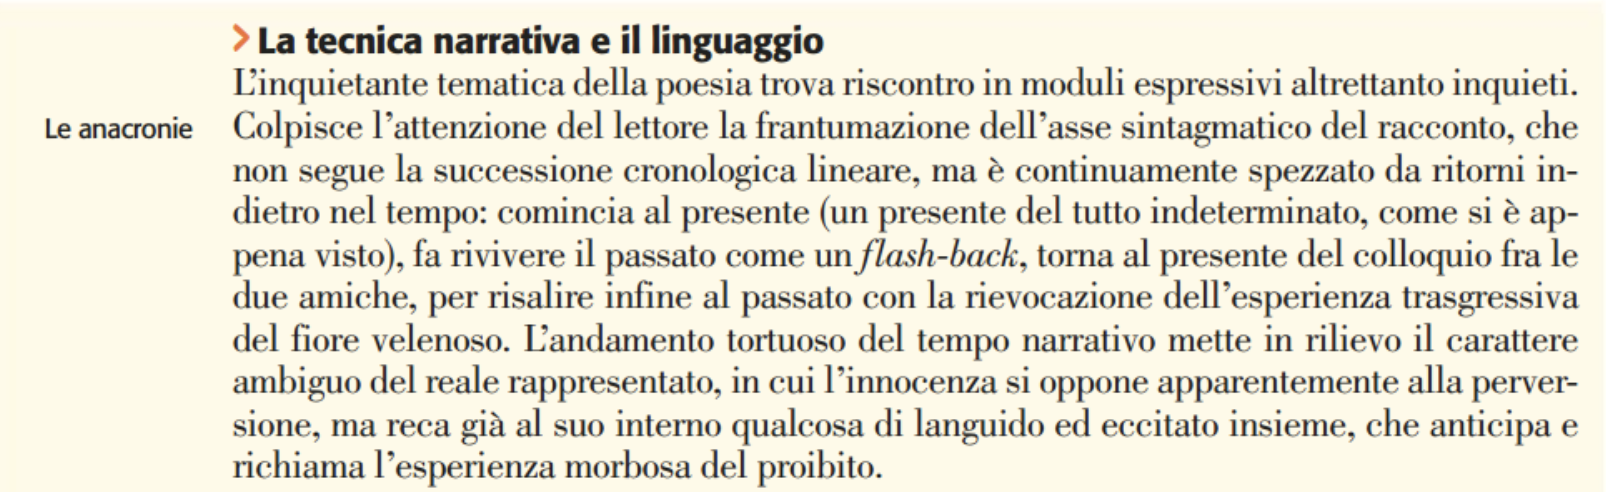 > La tecnica narrativa e il linguaggio
L'inquietante tematica della poesia trova riscontro in moduli espressivi altrettanto inquieti.
Le anacronie
Colpisce l'attenzione del lettore la frantumazione dell'asse sintagmatico del racconto, che
non segue la successione cronologica lineare, ma è continuamente spezzato da ritorni in-
dietro nel tempo: comincia al presente (un presente del tutto indeterminato, come si è ap-
pena visto), fa rivivere il passato come un flash-back, torna al presente del colloquio fra le
due amiche, per risalire infine al passato con la rievocazione dell'esperienza trasgressiva
del fiore velenoso. L'andamento tortuoso del tempo narrativo mette in rilievo il carattere
ambiguo del reale rappresentato, in cui l'innocenza si oppone apparentemente alla perver-
sione, ma reca già al suo interno qualcosa di languido ed eccitato insieme, che anticipa e
richiama l'esperienza morbosa del proibito.